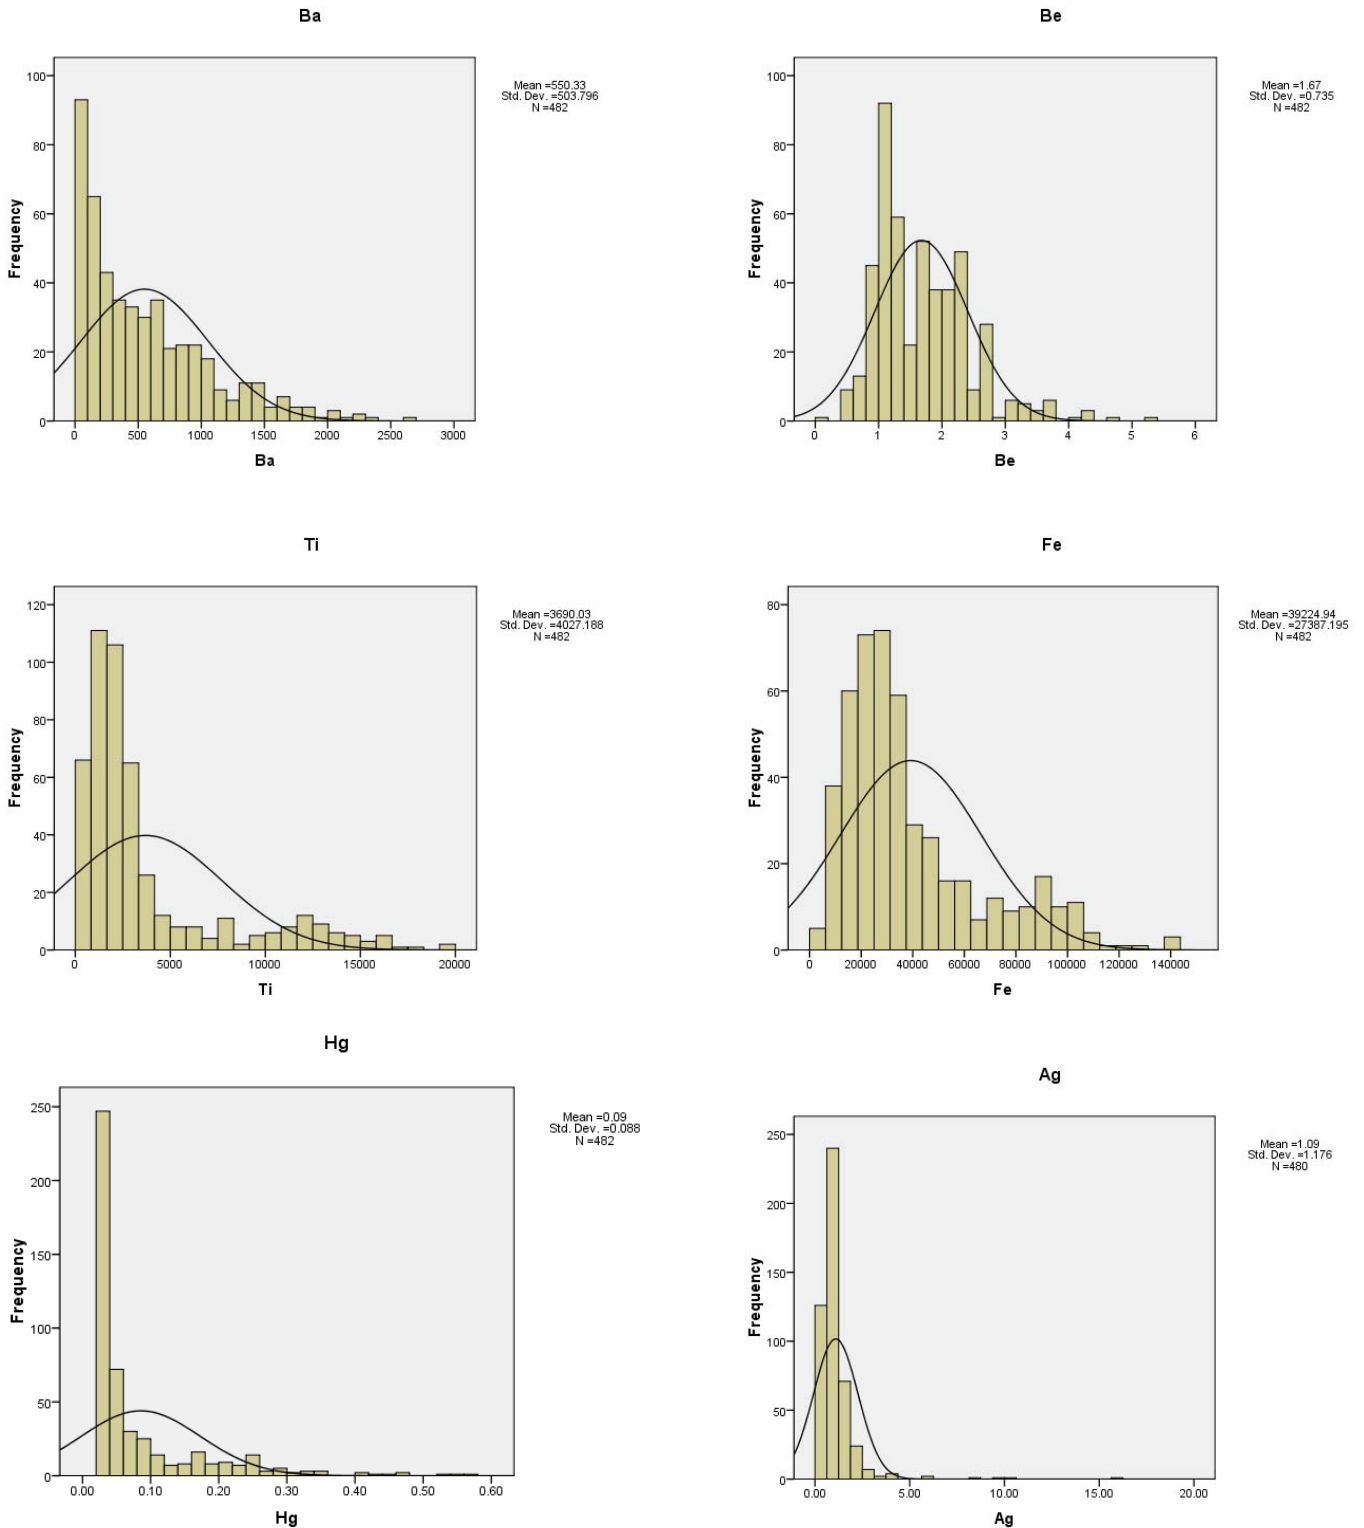 Ba
Mean =550.33
Std. Dev. =503.796
N =482
100
80
60
40
20
0
Frequency
0 500 1000 1500 2000 2500 3000
Ba
Be
Mean =1.67
Std. Dev. =0.735
N =482
100
80
60
40
20
0
Frequency
0 1 2 3 4 5 6
Be
Ti
Mean =3690.03
Std. Dev. =4027.188
N =482
120
100
80
60
40
20
0
Frequency
0 5000 10000 15000 20000
Ti
Fe
Mean =39224.94
Std. Dev. =27387.195
N =482
80
60
40
20
0
Frequency
0 20000 40000 60000 80000 100000 120000 140000
Fe
Hg
Mean =0.09
Std. Dev. =0.088
N =482
250
200
150
100
50
0
Frequency
0.00 0.10 0.20 0.30 0.40 0.50 0.60
Hg
Ag
Mean =1.09
Std. Dev. =1.176
N =480
250
200
150
100
50
0
Frequency
0.00 5.00 10.00 15.00 20.00
Ag